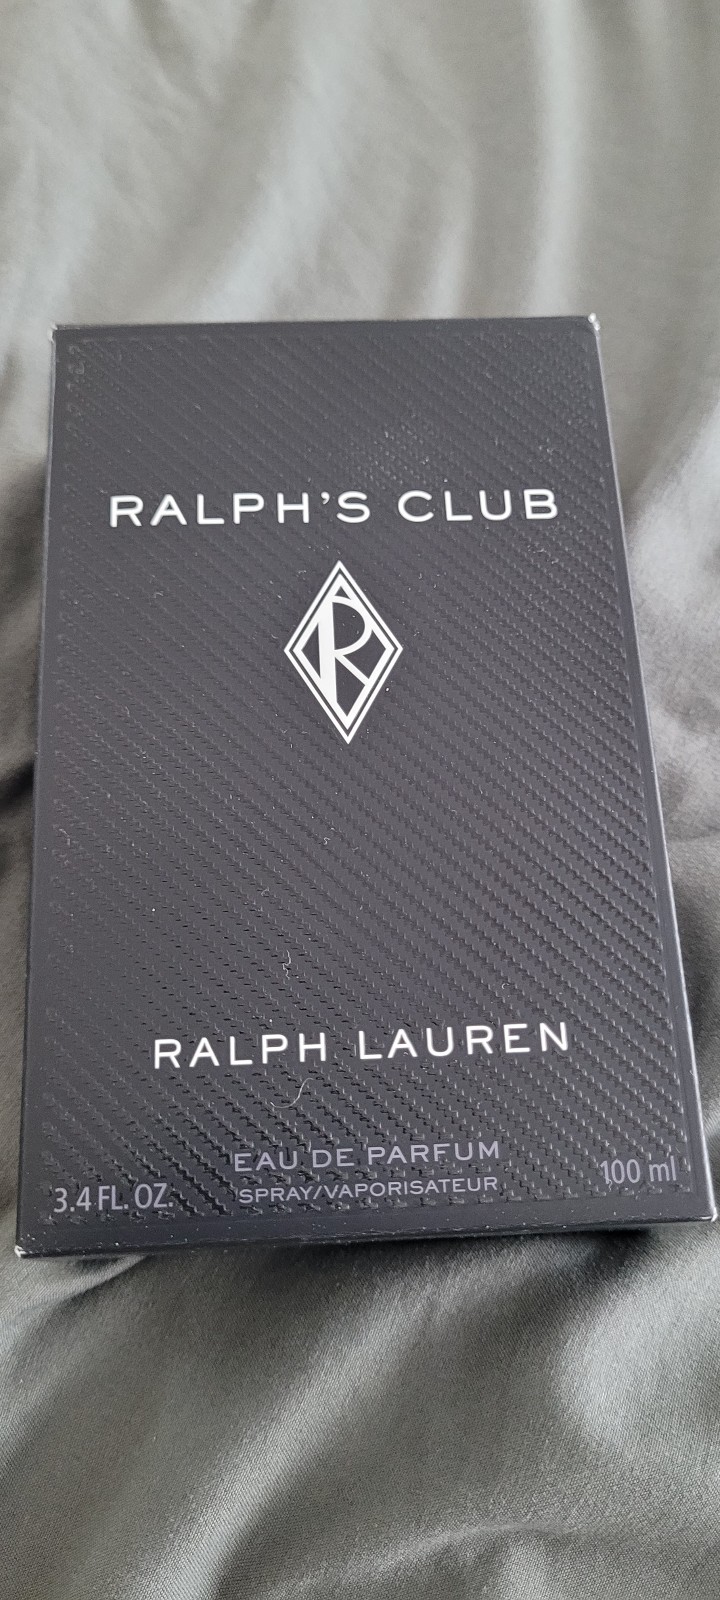 RALPH'S CLUB
R
RALPH LAUREN
EAU DE PARFUM
3.4 FL. OZ. SPRAY/VAPORISATEUR 100 ml